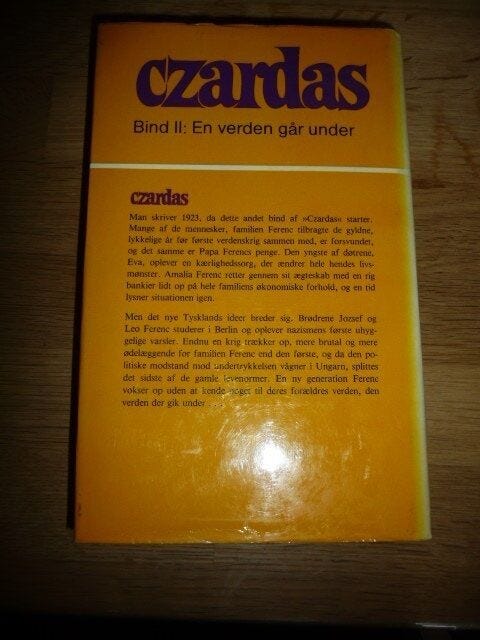 czardas
Bind II: En verden går under
czardas
Man skriver 1923, da dette andet bind af »Czardas« starter.
Mange af de mennesker, familien Ferenc tilbragte de gyldne,
lykkelige år før første verdenskrig sammen med, er forsvundet,
og det samme er Papa Ferencs penge. Den yngste af døtrene,
Eva, oplever en kærlighedssorg, der ændrer hele hendes livs-
mønster. Amalia Ferenc retter gennem sit ægteskab med en rig
bankier lidt op på hele familiens økonomiske forhold, og en tid
lysner situationen igen.
Men det nye Tysklands ideer breder sig. Brødrene Jozsef og
Leo Ferenc studerer i Berlin og oplever nazismens første uhyg-
gelige varsler. Endnu en krig trækker op, mere brutal og mere
ødelæggende for familien Ferenc end den første, og da den po-
litiske modstand mod undertrykkelsen vågner i Ungarn, splittes
det sidste af de gamle levenormer. En ny generation Ferenc
vokser op uden at kende noget til deres forældres verden, den
verden der gik under . . .